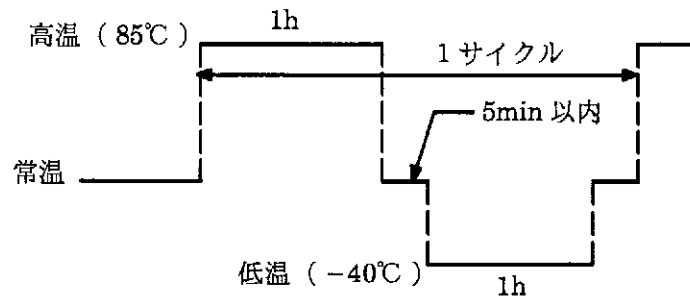 1h
高温（85℃）
1サイクル
5min 以内
常温
低温（－40℃）
1h